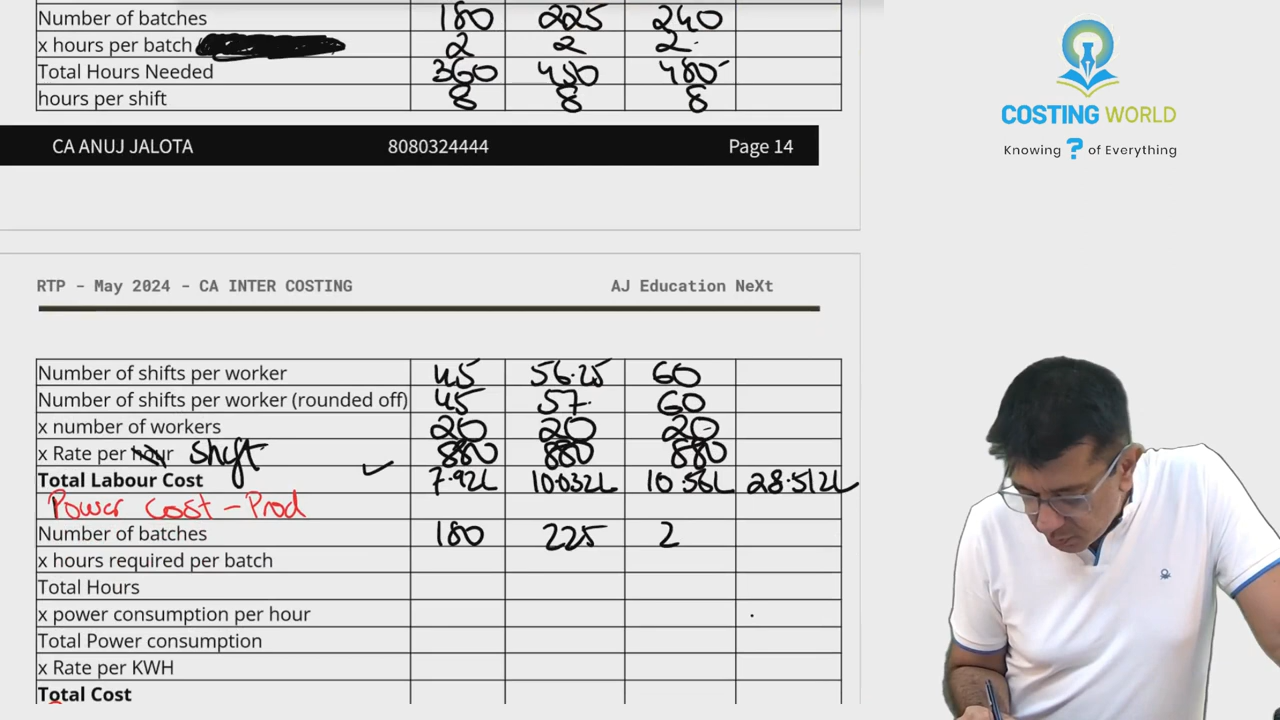 Number of batches 180 225 240
x hours per batch 2 2 2
Total Hours Needed 360 450 480
hours per shift 8 8 8
CA ANUJ JALOTA 8080324444 Page 14
COSTING WORLD
Knowing ? of Everything
RTP - May 2024 - CA INTER COSTING AJ Education NeXt
Number of shifts per worker 45 56.25 60
Number of shifts per worker (rounded off) 45 57 60
x number of workers 20 20 20
x Rate per hour shift 880 880 880
Total Labour Cost 7.92L 10.032L 10.56L 28.512L
Power Cost - Prod
Number of batches 180 225 2
x hours required per batch
Total Hours
x power consumption per hour
Total Power consumption
x Rate per KWH
Total Cost